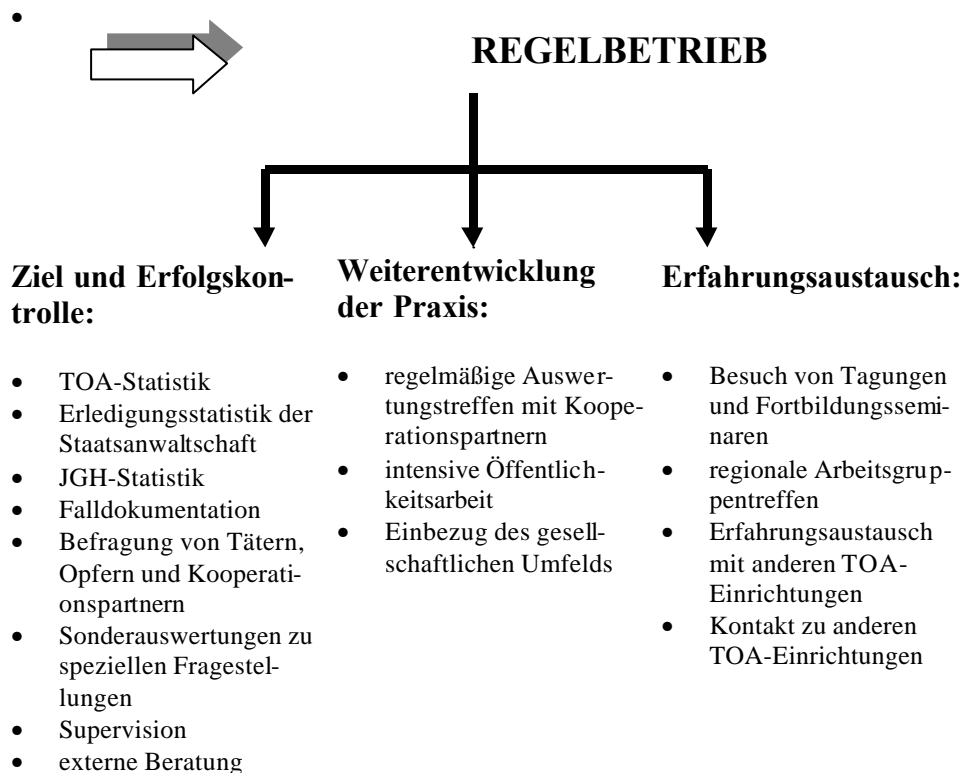 •
REGELBETRIEB
Ziel und Erfolgskon-
trolle:
• TOA-Statistik
• Erledigungsstatistik der
Staatsanwaltschaft
• JGH-Statistik
• Falldokumentation
• Befragung von Tätern,
Opfern und Kooperati-
onspartnern
• Sonderauswertungen zu
speziellen Fragestel-
lungen
• Supervision
• externe Beratung
Weiterentwicklung
der Praxis:
• regelmäßige Auswer-
tungstreffen mit Koope-
rationspartnern
• intensive Öffentlich-
keitsarbeit
• Einbezug des gesell-
schaftlichen Umfelds
Erfahrungsaustausch:
• Besuch von Tagungen
und Fortbildungssemi-
naren
• regionale Arbeitsgrup-
pentreffen
• Erfahrungsaustausch
mit anderen TOA-
Einrichtungen
• Kontakt zu anderen
TOA-Einrichtungen